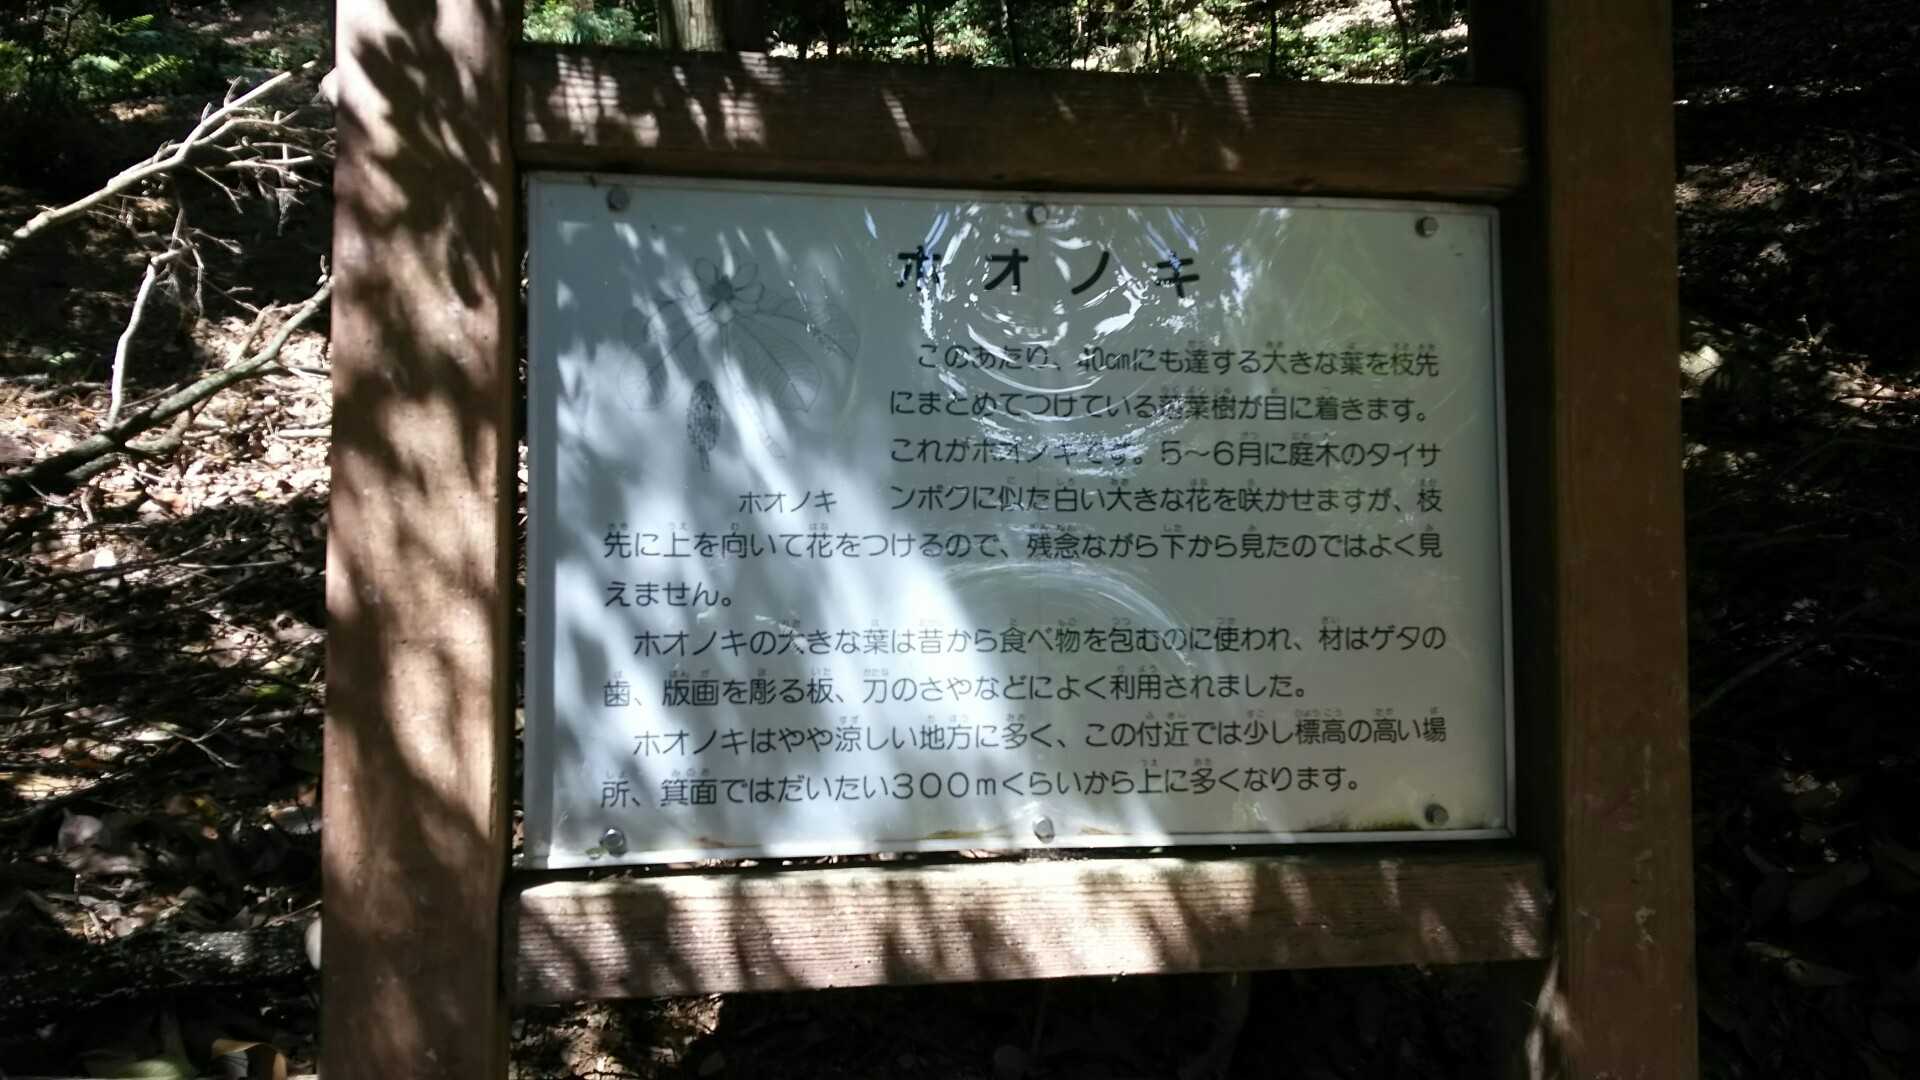 ホオノキ
このあたり、40㎝にも達する大きな葉を枝先
にまとめてつけている落葉樹が目に着きます。
これがホオノキです。5～6月に庭木のタイサ
ンボクに似た白い大きな花を咲かせますが、枝
ホオノキ
先に上を向いて花をつけるので、残念ながら下から見たのではよく見
えません。
ホオノキの大きな葉は昔から食べ物を包むのに使われ、材はゲタの
歯、版画を彫る板、刀のさやなどによく利用されました。
ホオノキはやや涼しい地方に多く、この付近では少し標高の高い場
所、箕面ではだいたい300mくらいから上に多くなります。